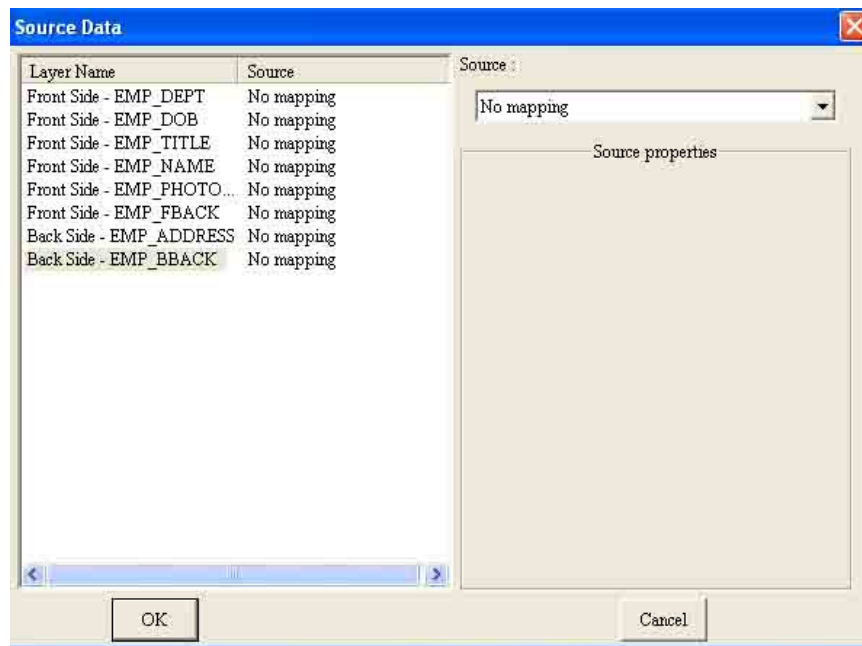 Source Data
Layer Name Source
Front Side - EMP_DEPT No mapping
Front Side - EMP_DOB No mapping
Front Side - EMP_TITLE No mapping
Front Side - EMP_NAME No mapping
Front Side - EMP_PHOTO... No mapping
Front Side - EMP_FBACK No mapping
Back Side - EMP_ADDRESS No mapping
Back Side - EMP_BBACK No mapping
Source :
No mapping
Source properties
OK
Cancel